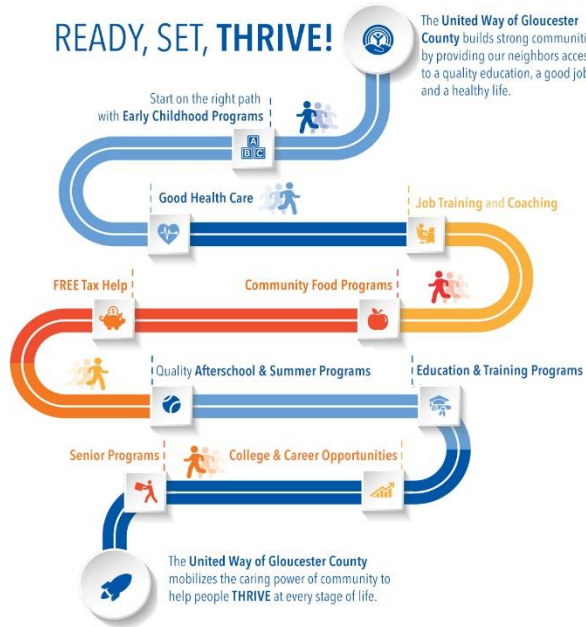 READY, SET, THRIVE!
The United Way of Gloucester
County builds strong
by providing our neighbors
to a quality education, a good
and a healthy life.
Start on the right path
with Early Childhood Programs
A
B C
Good Health Care
Job Training and Coaching
FREE Tax Help
Community Food Programs
Quality Afterschool & Summer Programs
Education & Training Programs
Senior Programs
College & Career Opportunities
The United Way of Gloucester County
mobilizes the caring power of community to
help people THRIVE at every stage of life.